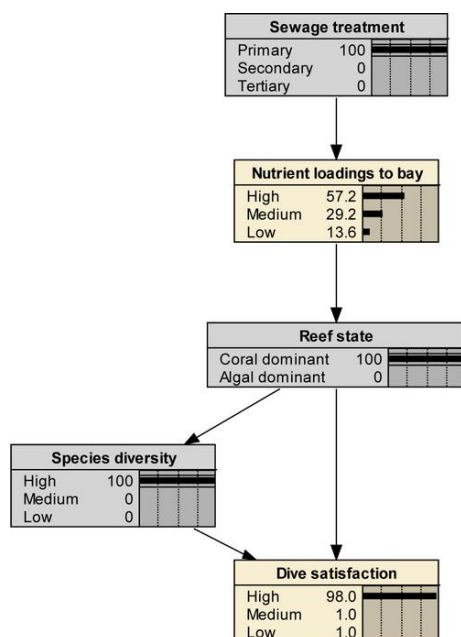 Sewage treatment
Primary 100
Secondary 0
Tertiary 0
Nutrient loadings to bay
High 57.2
Medium 29.2
Low 13.6
Reef state
Coral dominant 100
Algal dominant 0
Species diversity
High 100
Medium 0
Low 0
Dive satisfaction
High 98.0
Medium 1.0
Low 1.0